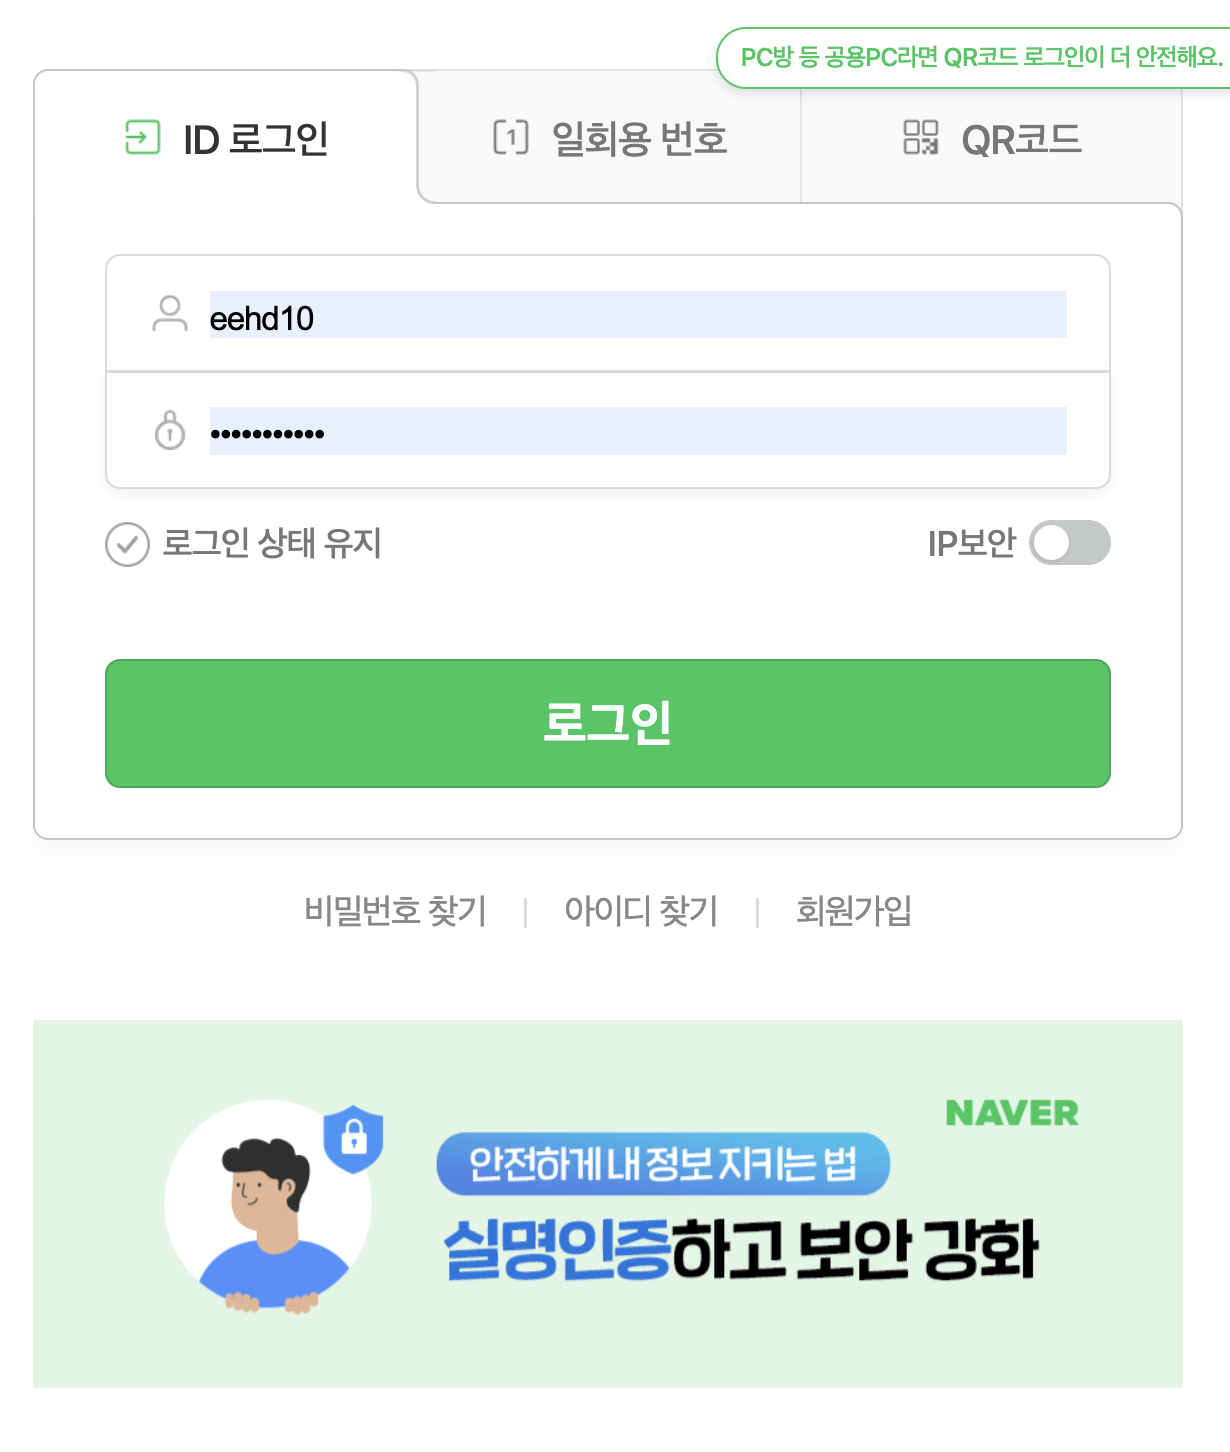 PC방 등 공용PC라면 QR코드 로그인이 더 안전해요.
ID 로그인
1 일회용 번호
QR코드
eehd10
•••••••••••
로그인 상태 유지
IP보안
로그인
비밀번호 찾기 | 아이디 찾기 | 회원가입
NAVER
안전하게 내 정보 지키는 법
실명인증하고 보안 강화